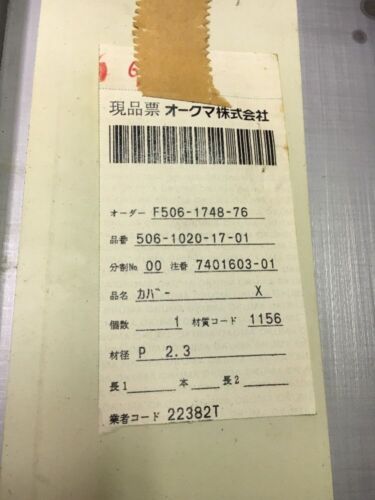 6
現品票 オークマ株式会社
オーダー F506-1748-76
品番 506-1020-17-01
分割No 00 注番 7401603-01
品名 カバー X
個数 1 材質コード 1156
材径 P 2.3
長1 本 長2
業者コード 22382T